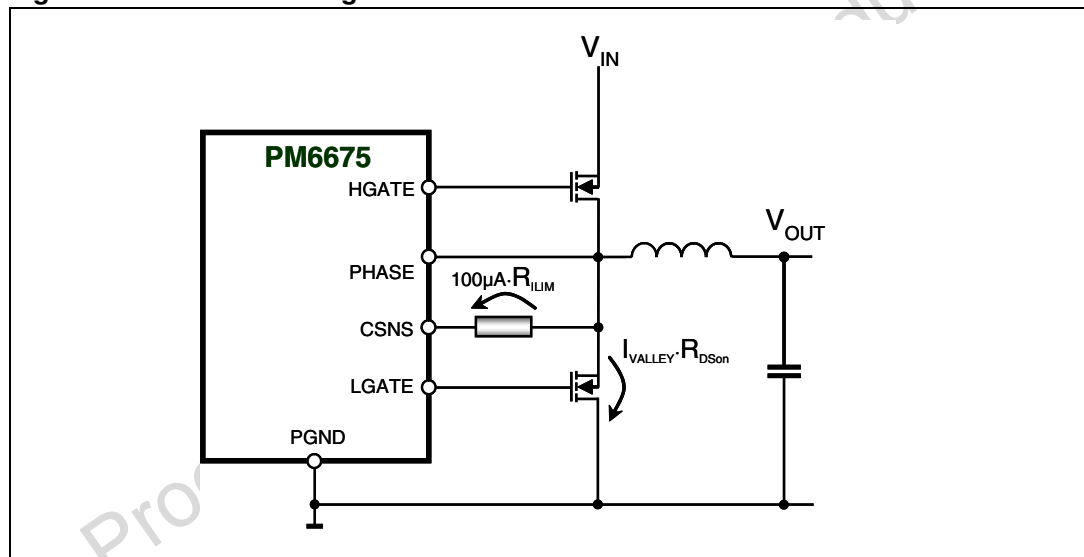 V_IN
PM6675
HGATE
V_OUT
PHASE
100µA·R_ILIM
CSNS
I_VALLEY·R_DSon
LGATE
PGND